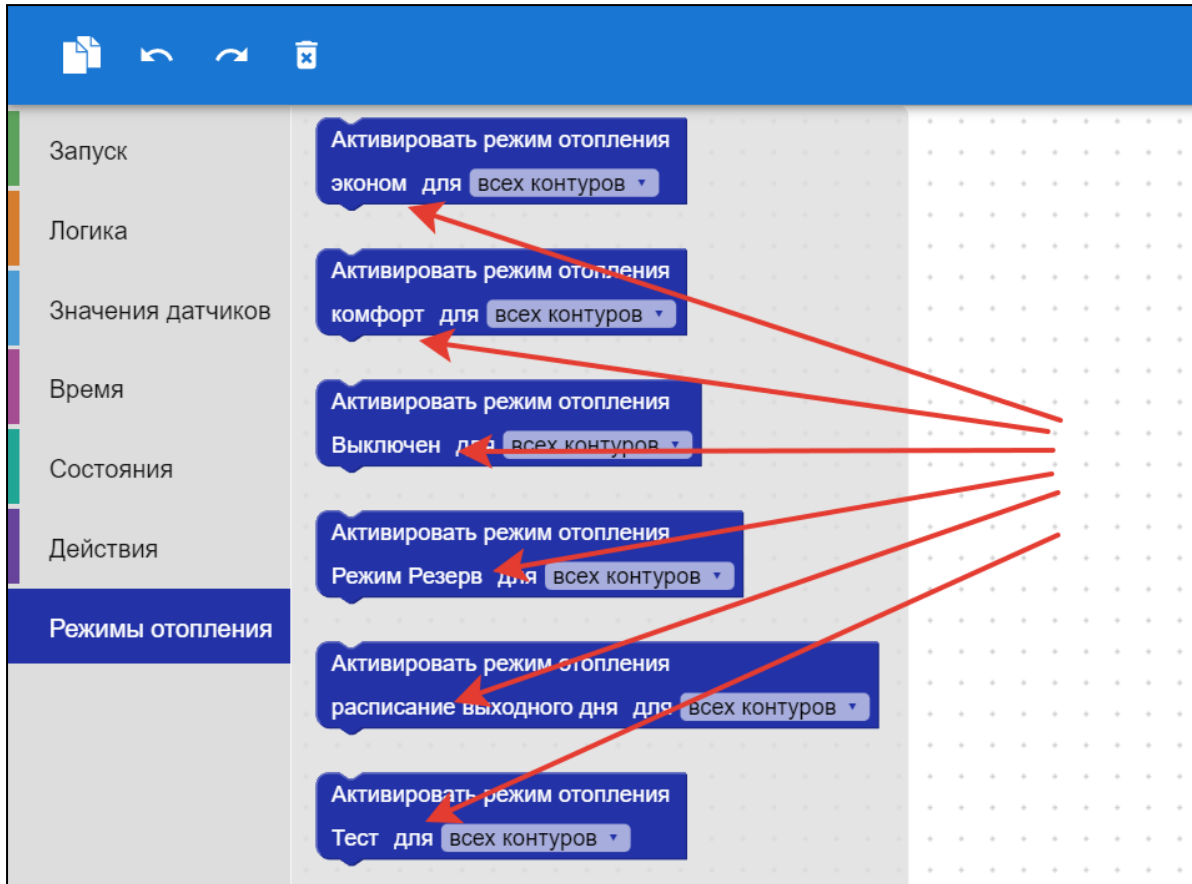 Запуск
Логика
Значения датчиков
Время
Состояния
Действия
Режимы отопления
Активировать режим отопления
эконом для всех контуров
Активировать режим отопления
комфорт для всех контуров
Активировать режим отопления
Выключен для всех контуров
Активировать режим отопления
Режим Резерв для всех контуров
Активировать режим отопления
расписание выходного дня для всех контуров
Активировать режим отопления
Тест для всех контуров